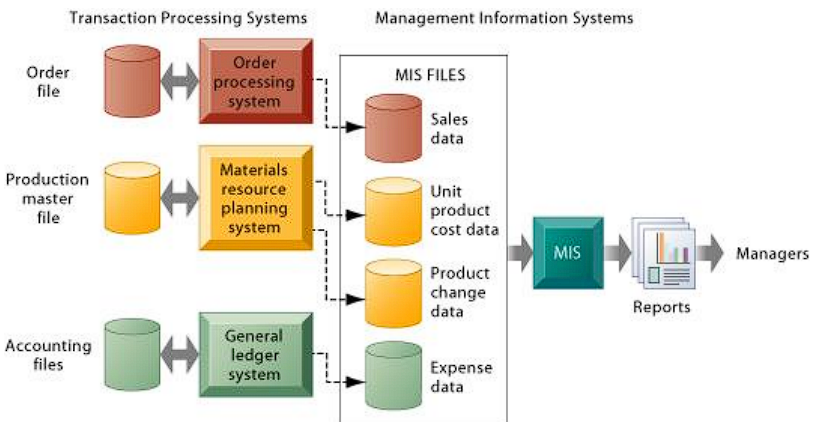 Transaction Processing Systems
Management Information Systems
Order
file
Order
processing
system
MIS FILES
Sales
data
Production
master
file
Materials
resource
planning
system
Unit
product
cost data
Product
change
data
MIS
Reports
Managers
Accounting
files
General
ledger
system
Expense
data